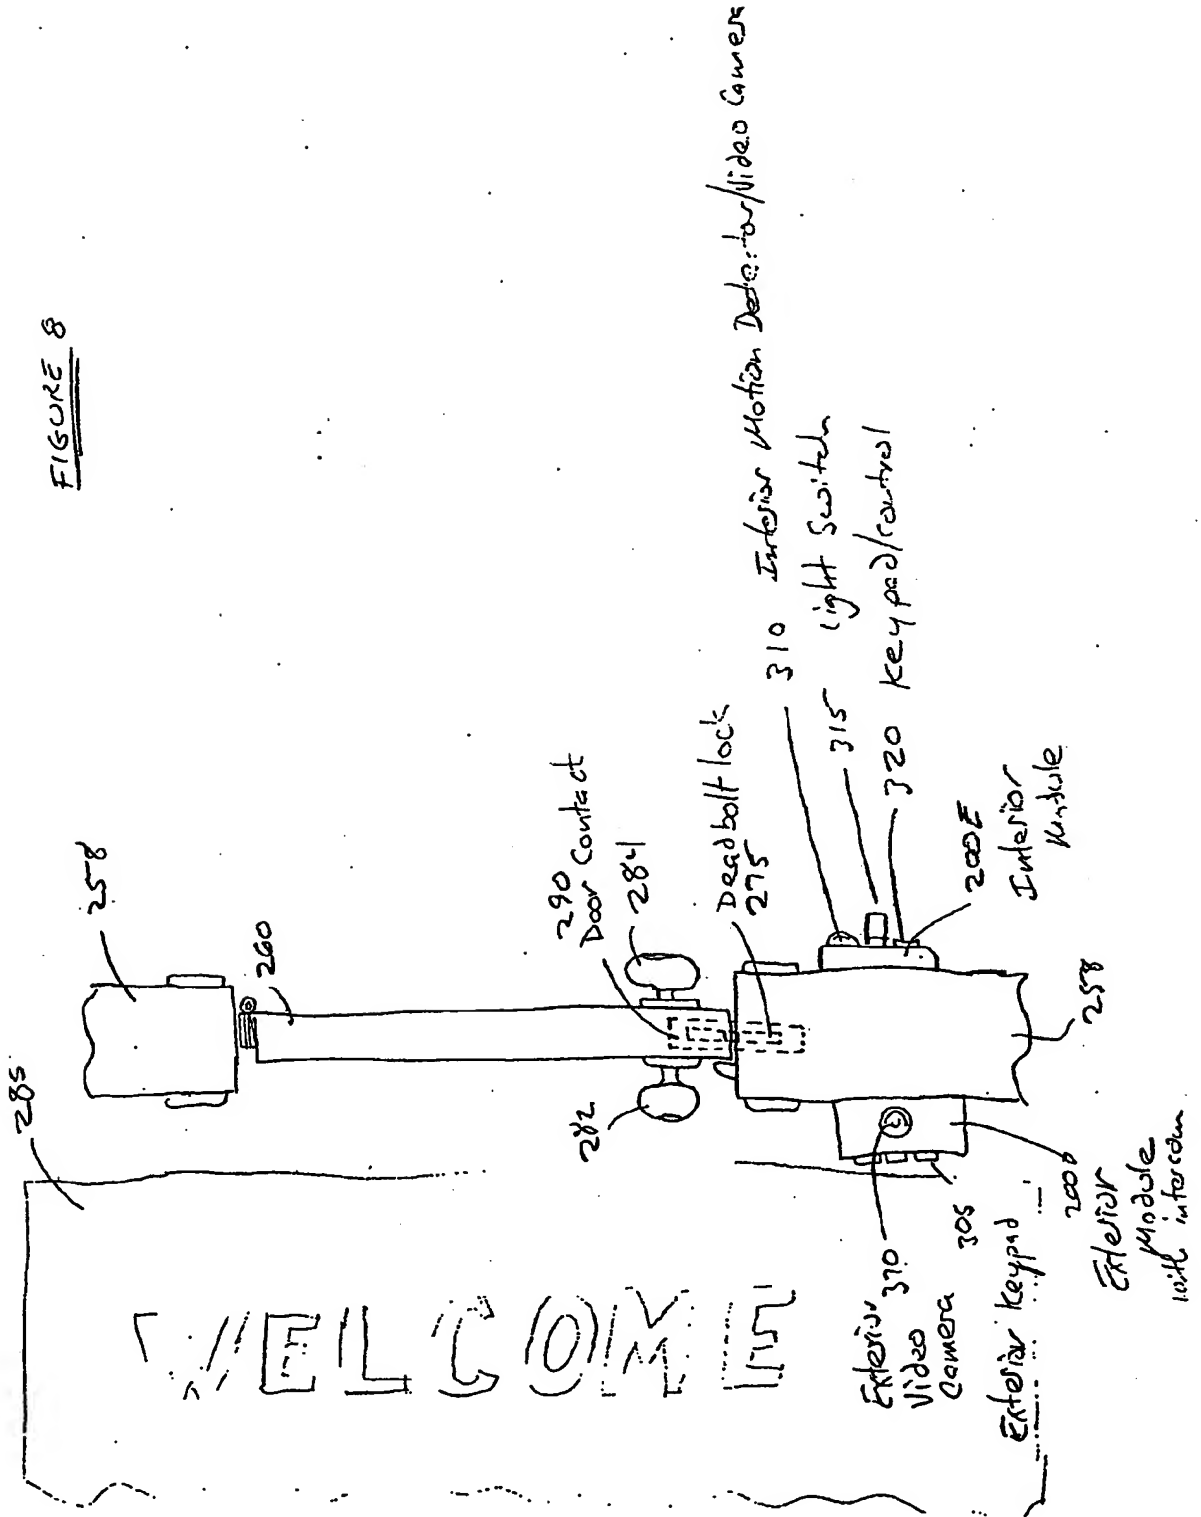 FIGURE 8
285
258
260
290
Door Contact
284
282
Deadbolt lock
275
310 Interior Motion Detector/Video Camera
315 Light Switch
320 Keypad/Control
200E
Interior
Module
258
WELCOME
Exterior
Video
Camera
305
Exterior Keypad
200D
Exterior
Module
with intercom